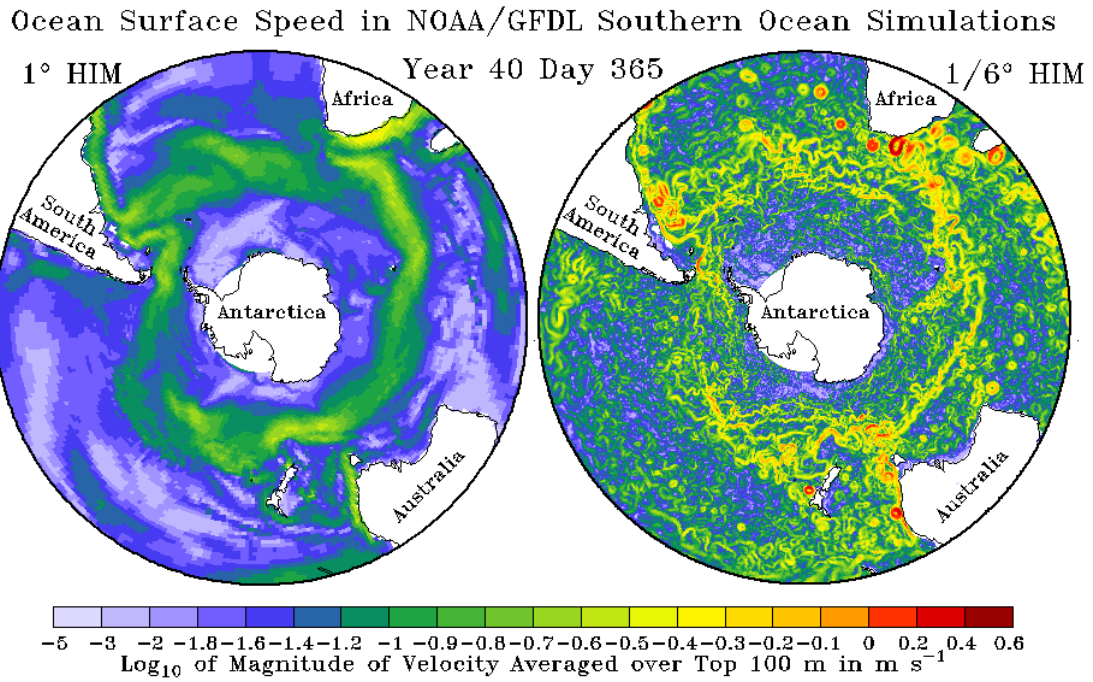 Ocean Surface Speed in NOAA/GFDL Southern Ocean Simulations
1° HIM
Year 40 Day 365
1/6° HIM
Africa
South
America
Antarctica
Australia
Africa
South
America
Antarctica
Australia
-5 -3 -2 -1.8 -1.6 -1.4 -1.2 -1 -0.9 -0.8 -0.7 -0.6 -0.5 -0.4 -0.3 -0.2 -0.1 0 0.2 0.4 0.6
Log₁₀ of Magnitude of Velocity Averaged over Top 100 m in m s⁻¹